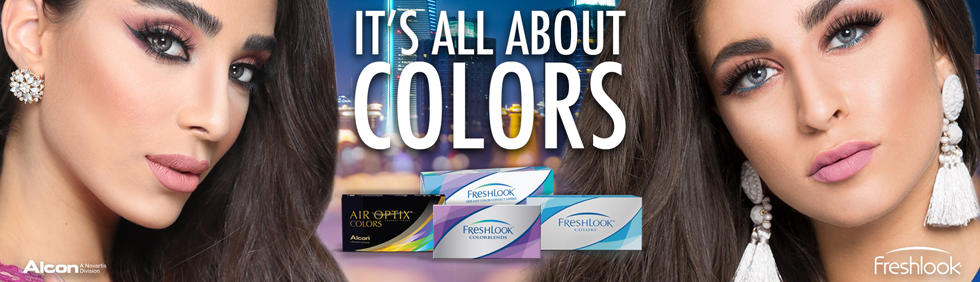 IT'S ALL ABOUT
COLORS
FRESHLOOK
AIR OPTIX
COLORS
Alcon
FRESHLOOK
COLORBLENDS
FRESHLOOK
COLORS
Alcon A Novartis
Division
Freshlook